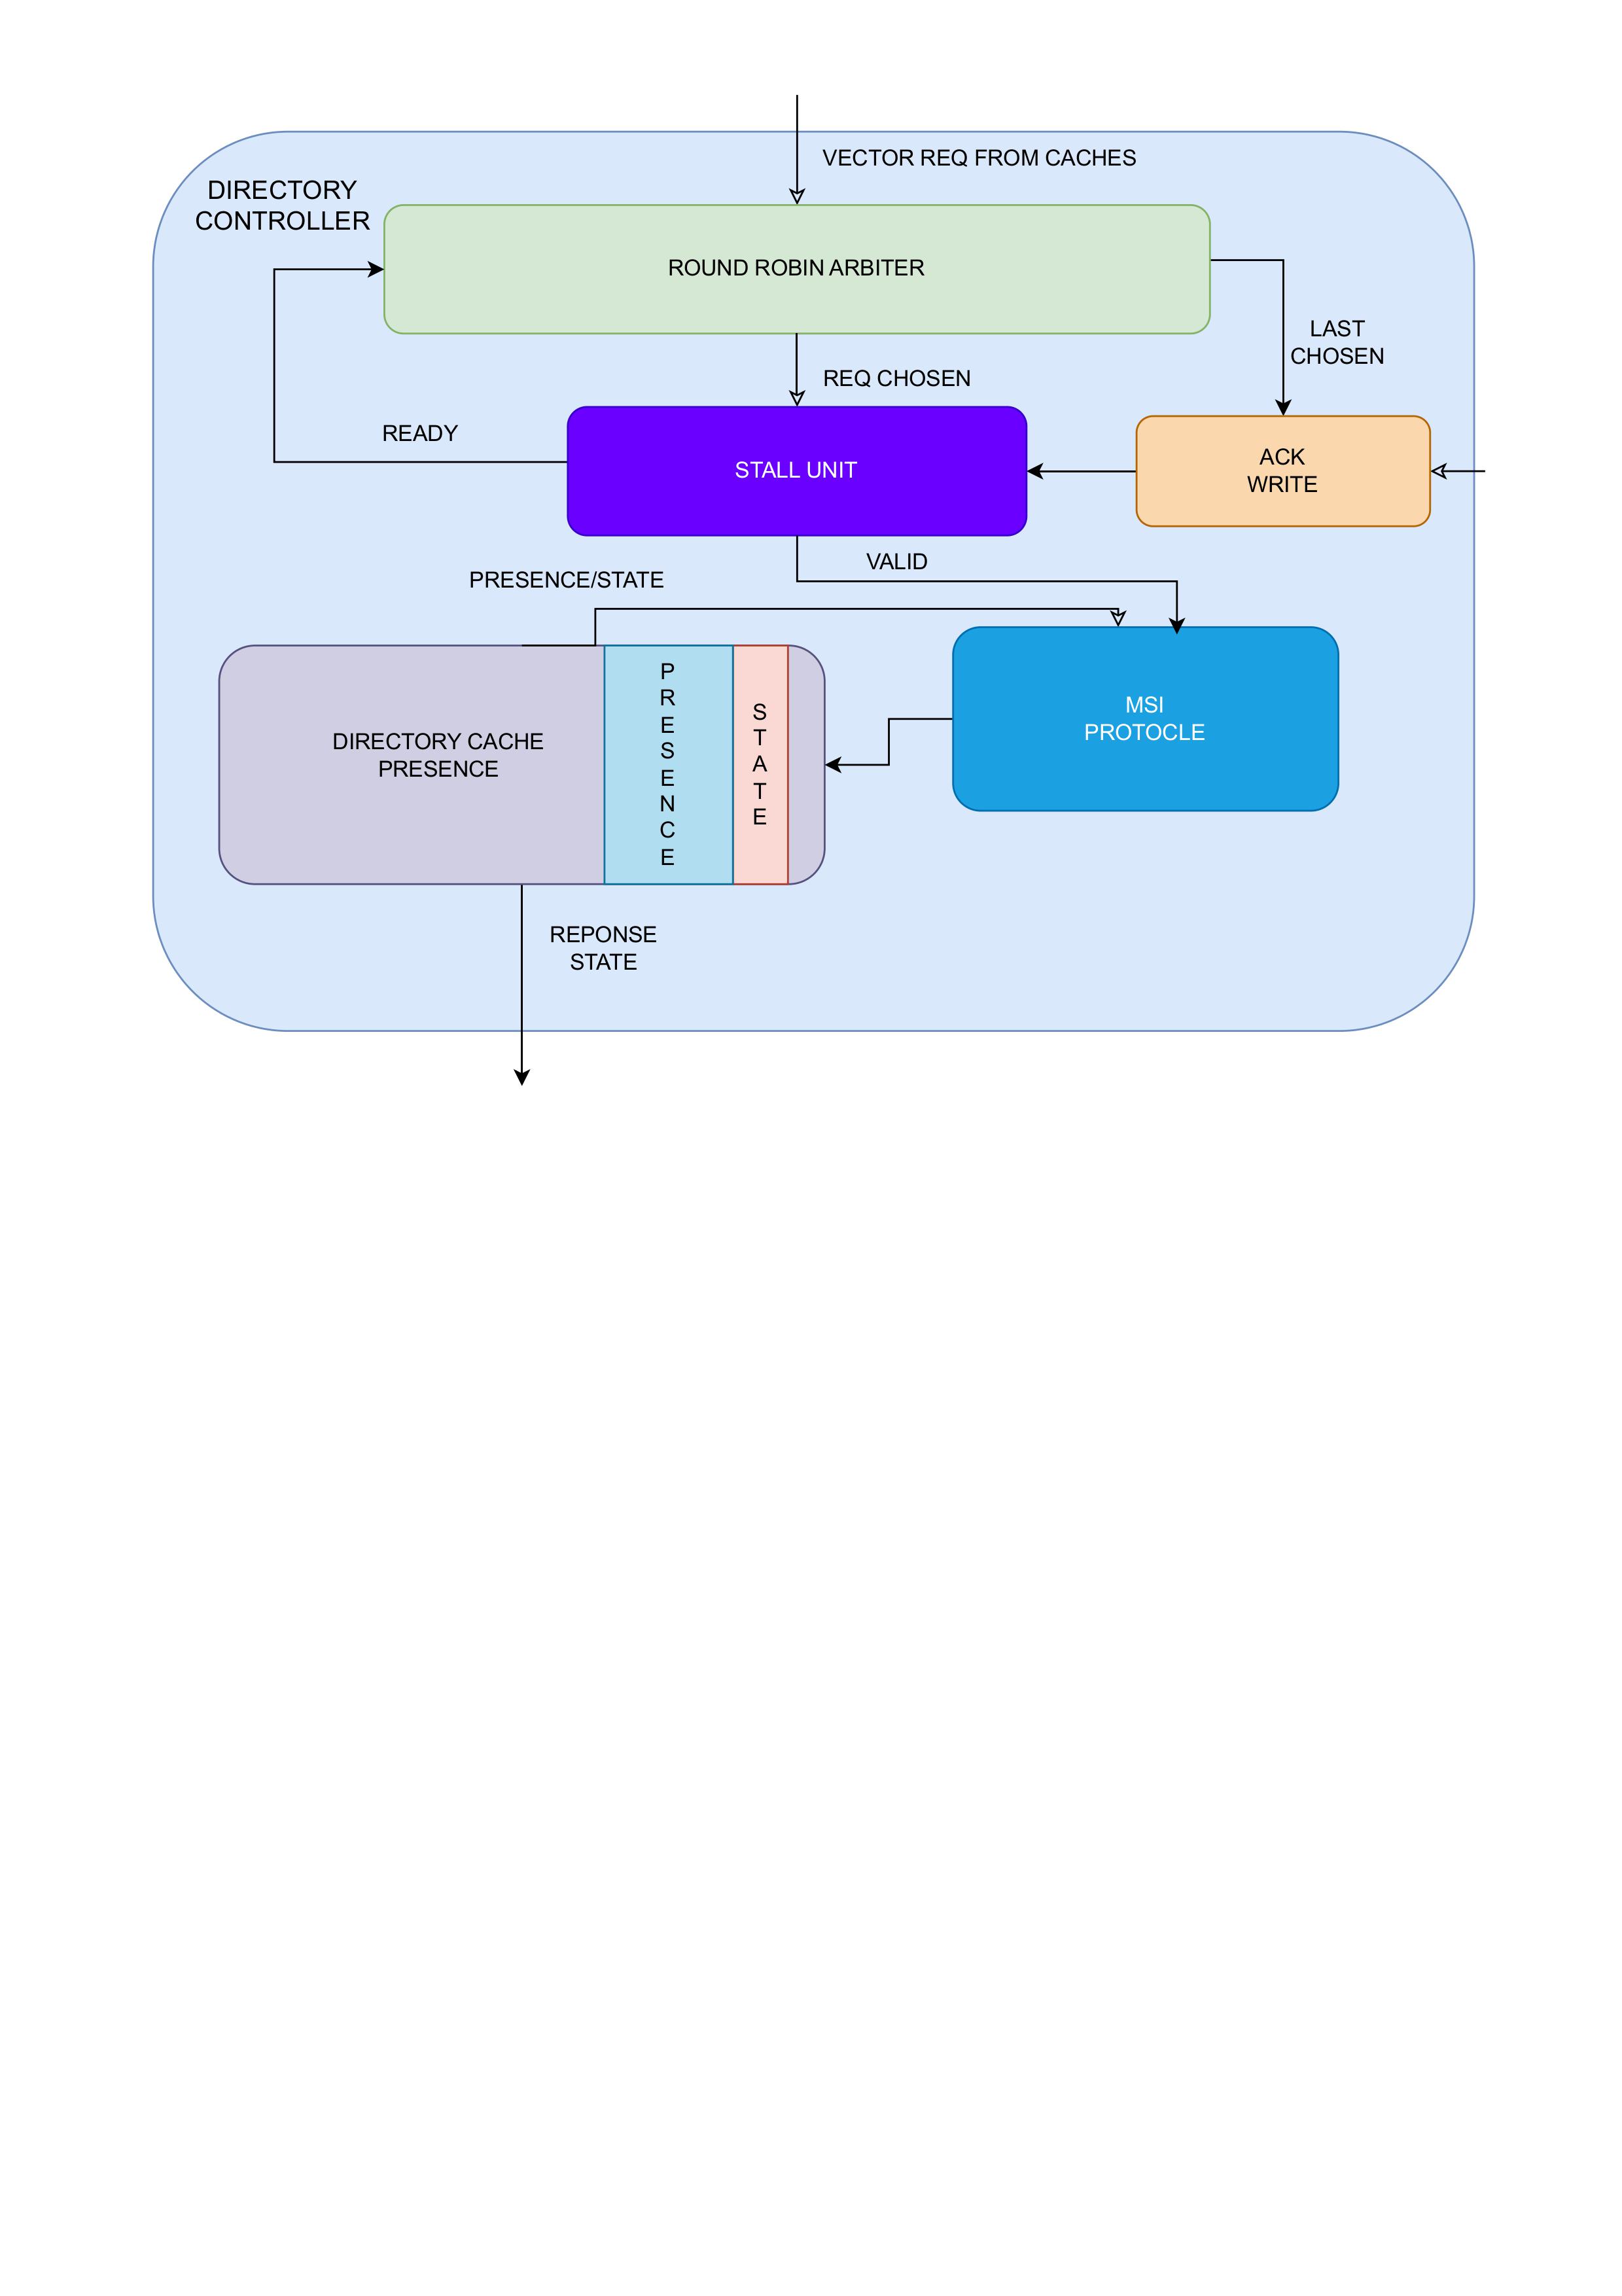 VECTOR REQ FROM CACHES
DIRECTORY
CONTROLLER
ROUND ROBIN ARBITER
LAST
CHOSEN
REQ CHOSEN
READY
STALL UNIT
ACK
WRITE
VALID
PRESENCE/STATE
DIRECTORY CACHE
PRESENCE
P
R
E
S
E
N
C
E
S
T
A
T
E
MSI
PROTOCLE
REPONSE
STATE